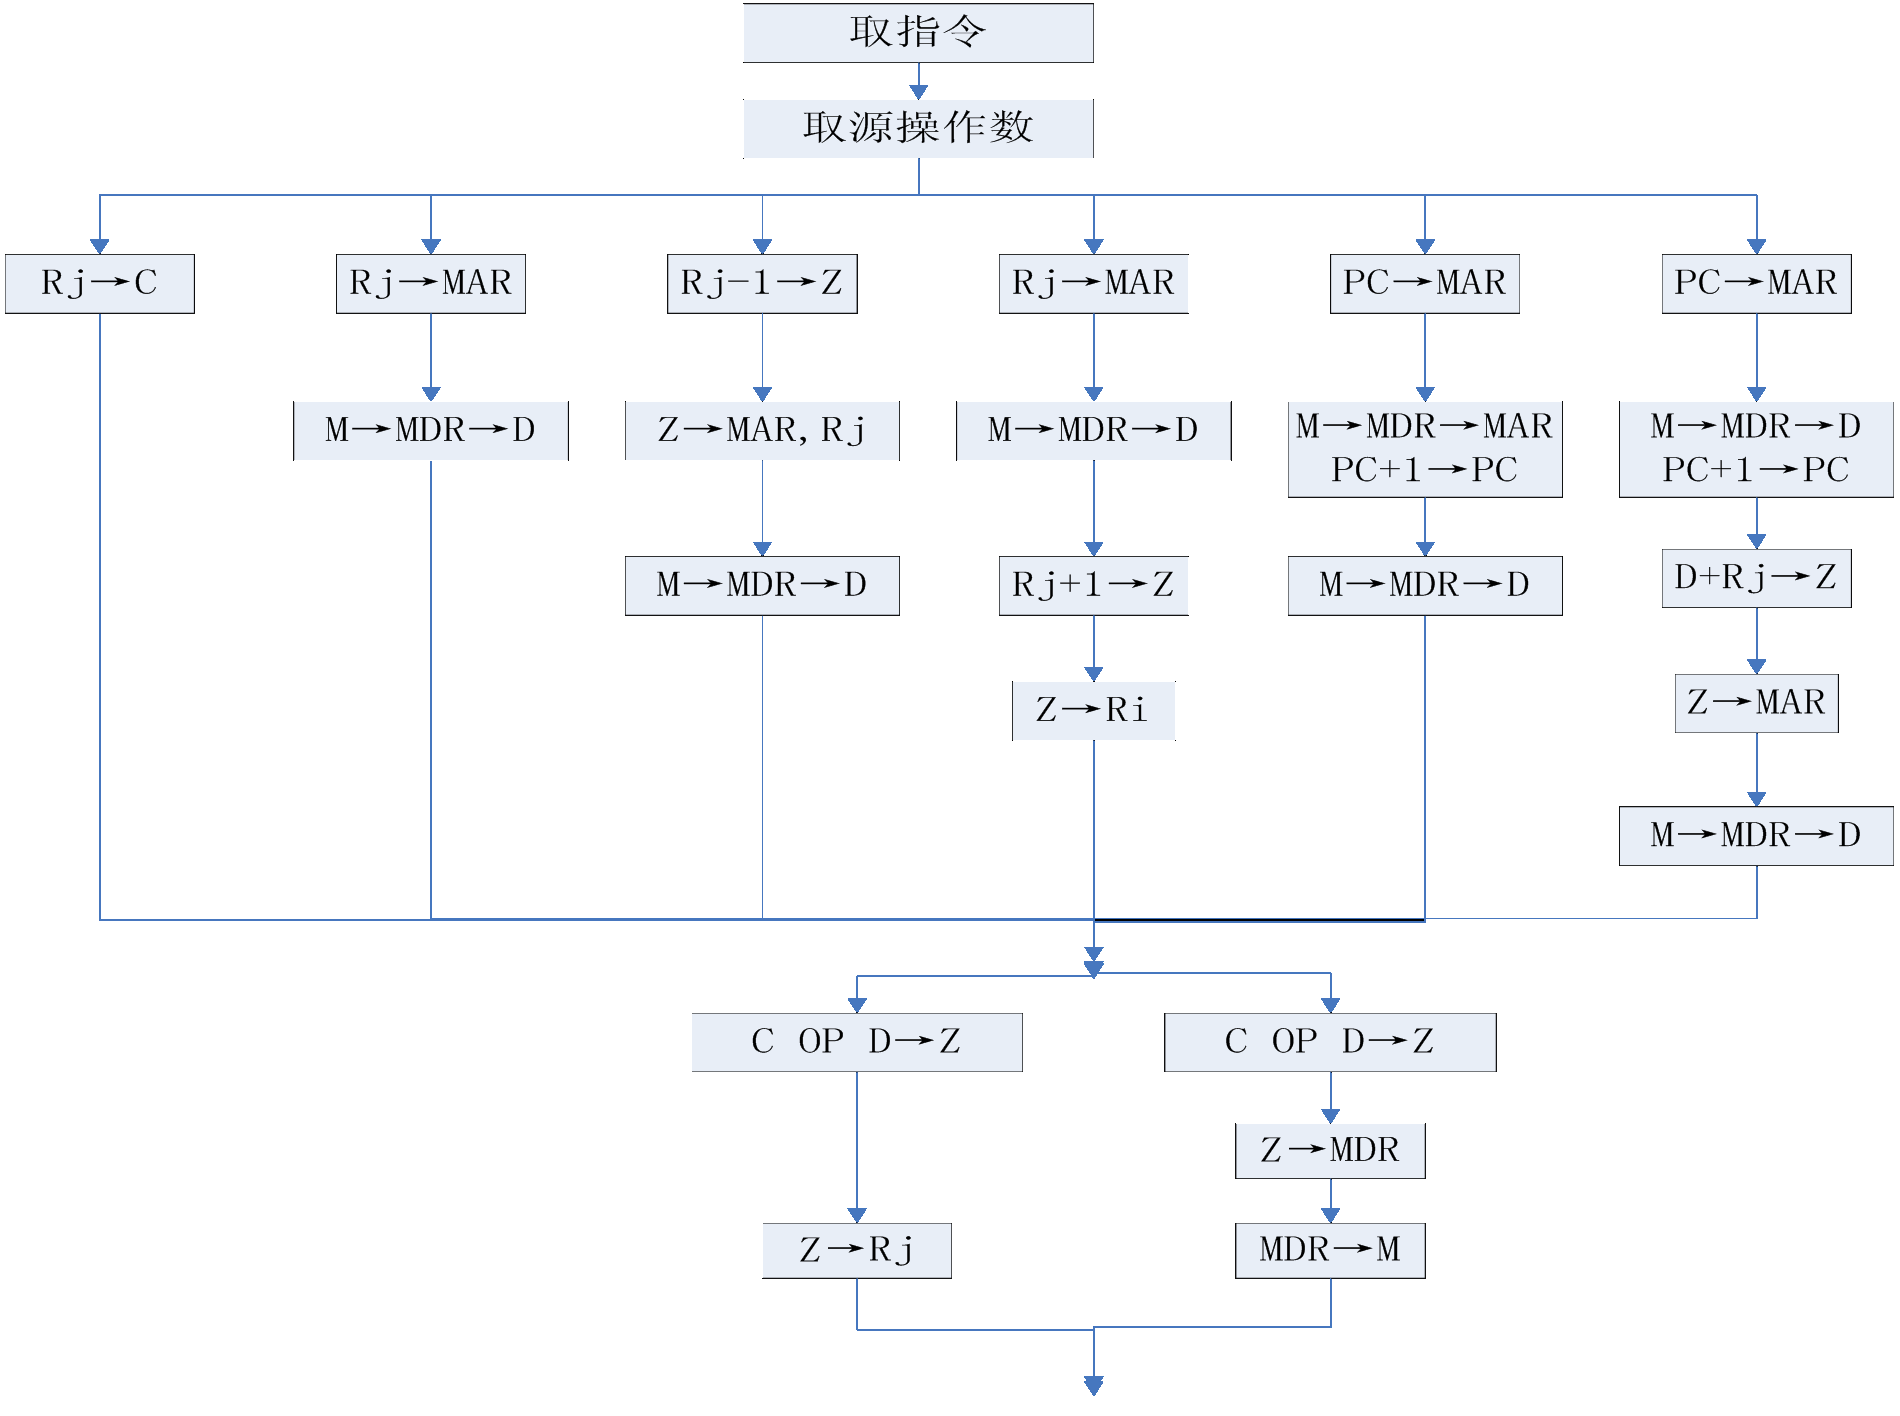 取指令
取源操作数
Rj→C
Rj→MAR
Rj-1→Z
Rj→MAR
PC→MAR
PC→MAR
M→MDR→D
Z→MAR, Rj
M→MDR→D
M→MDR→MAR
PC+1→PC
M→MDR→D
PC+1→PC
M→MDR→D
Rj+1→Z
M→MDR→D
D+Rj→Z
Z→Ri
Z→MAR
M→MDR→D
C OP D→Z
C OP D→Z
Z→MDR
Z→Rj
MDR→M